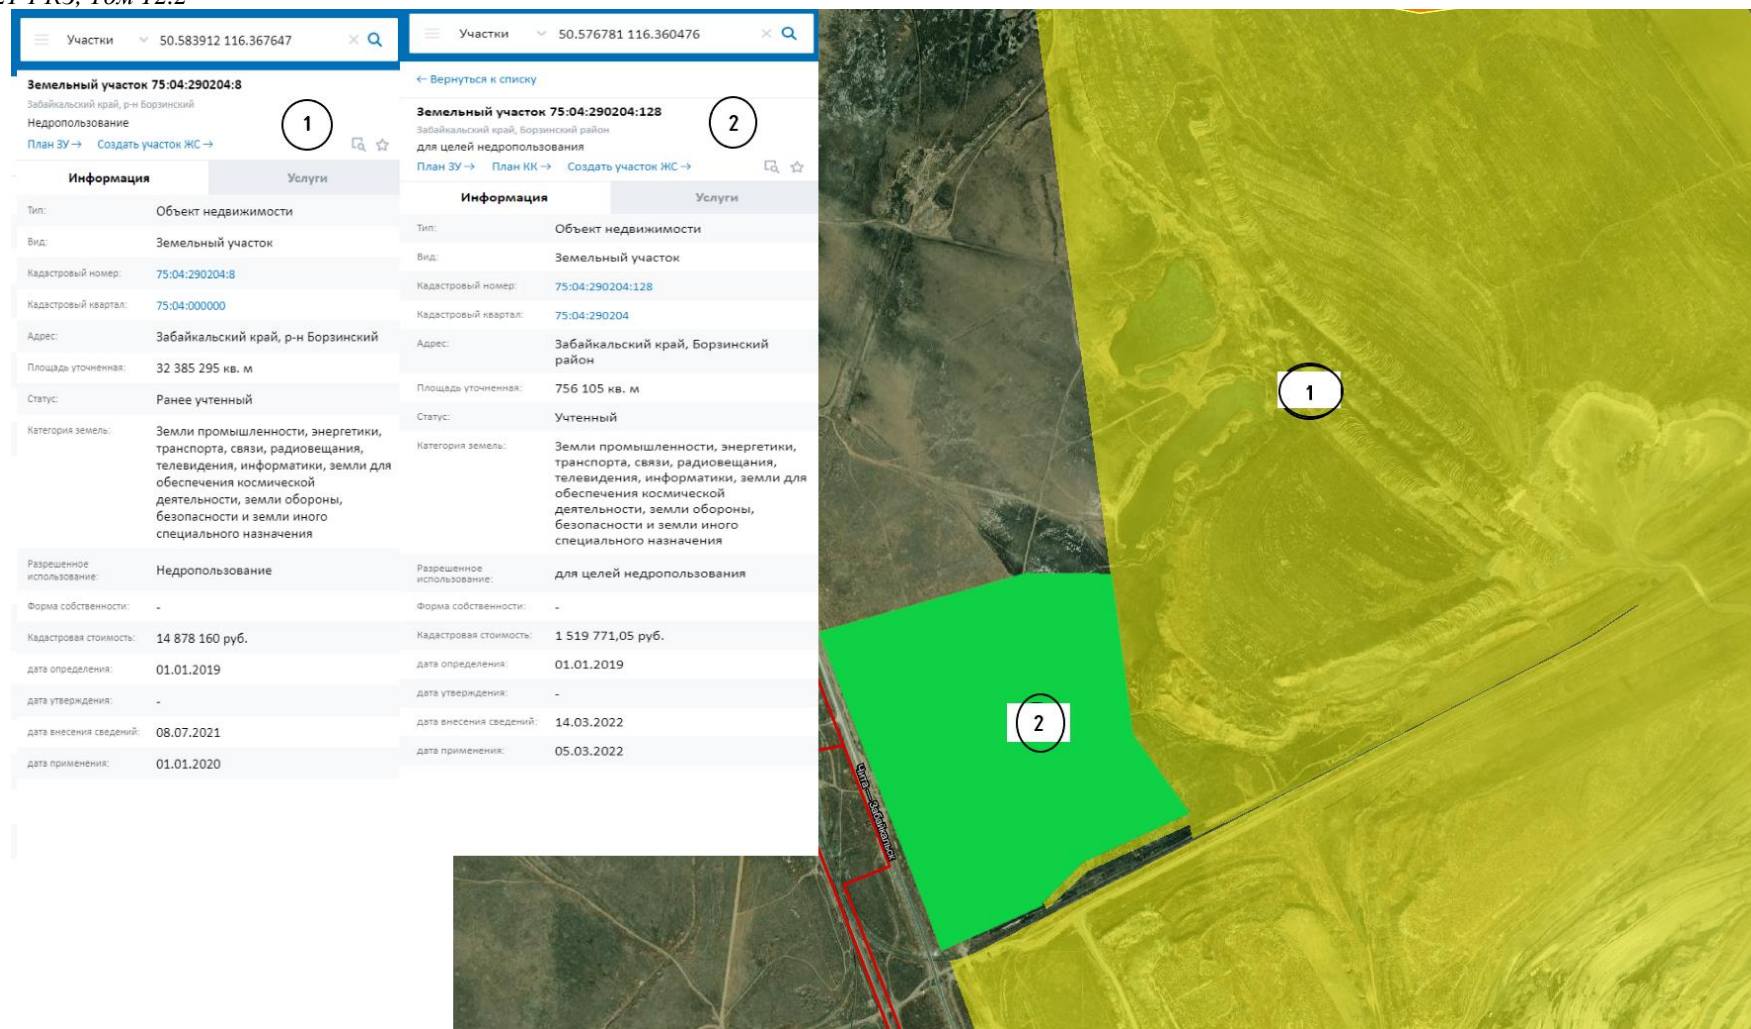 Участки 50.583912 116.367647
Земельный участок 75:04:290204:8
Забайкальский край, р-н Борзинский
Недропользование
План ЗУ → Создать участок ЖС →
1
Информация Услуги
Тип: Объект недвижимости
Вид: Земельный участок
Кадастровый номер: 75:04:290204:8
Кадастровый квартал: 75:04:000000
Адрес: Забайкальский край, р-н Борзинский
Площадь уточненная: 32 385 295 кв. м
Статус: Ранее учтенный
Категория земель: Земли промышленности, энергетики,
транспорта, связи, радиовещания,
телевидения, информатики, земли для
обеспечения космической
деятельности, земли обороны,
безопасности и земли иного
специального назначения
Разрешенное
использование: Недропользование
Форма собственности: -
Кадастровая стоимость: 14 878 160 руб.
дата определения: 01.01.2019
дата утверждения: -
дата внесения сведений: 08.07.2021
дата применения: 01.01.2020
Участки 50.576781 116.360476
← Вернуться к списку
Земельный участок 75:04:290204:128
Забайкальский край, Борзинский район
для целей недропользования
План ЗУ → План КК → Создать участок ЖС →
2
Информация Услуги
Тип: Объект недвижимости
Вид: Земельный участок
Кадастровый номер: 75:04:290204:128
Кадастровый квартал: 75:04:290204
Адрес: Забайкальский край, Борзинский
район
Площадь уточненная: 756 105 кв. м
Статус: Учтенный
Категория земель: Земли промышленности, энергетики,
транспорта, связи, радиовещания,
телевидения, информатики, земли для
обеспечения космической
деятельности, земли обороны,
безопасности и земли иного
специального назначения
Разрешенное
использование: для целей недропользования
Форма собственности: -
Кадастровая стоимость: 1 519 771,05 руб.
дата определения: 01.01.2019
дата утверждения: -
дата внесения сведений: 14.03.2022
дата применения: 05.03.2022
1
2
Чита — Забайкальск